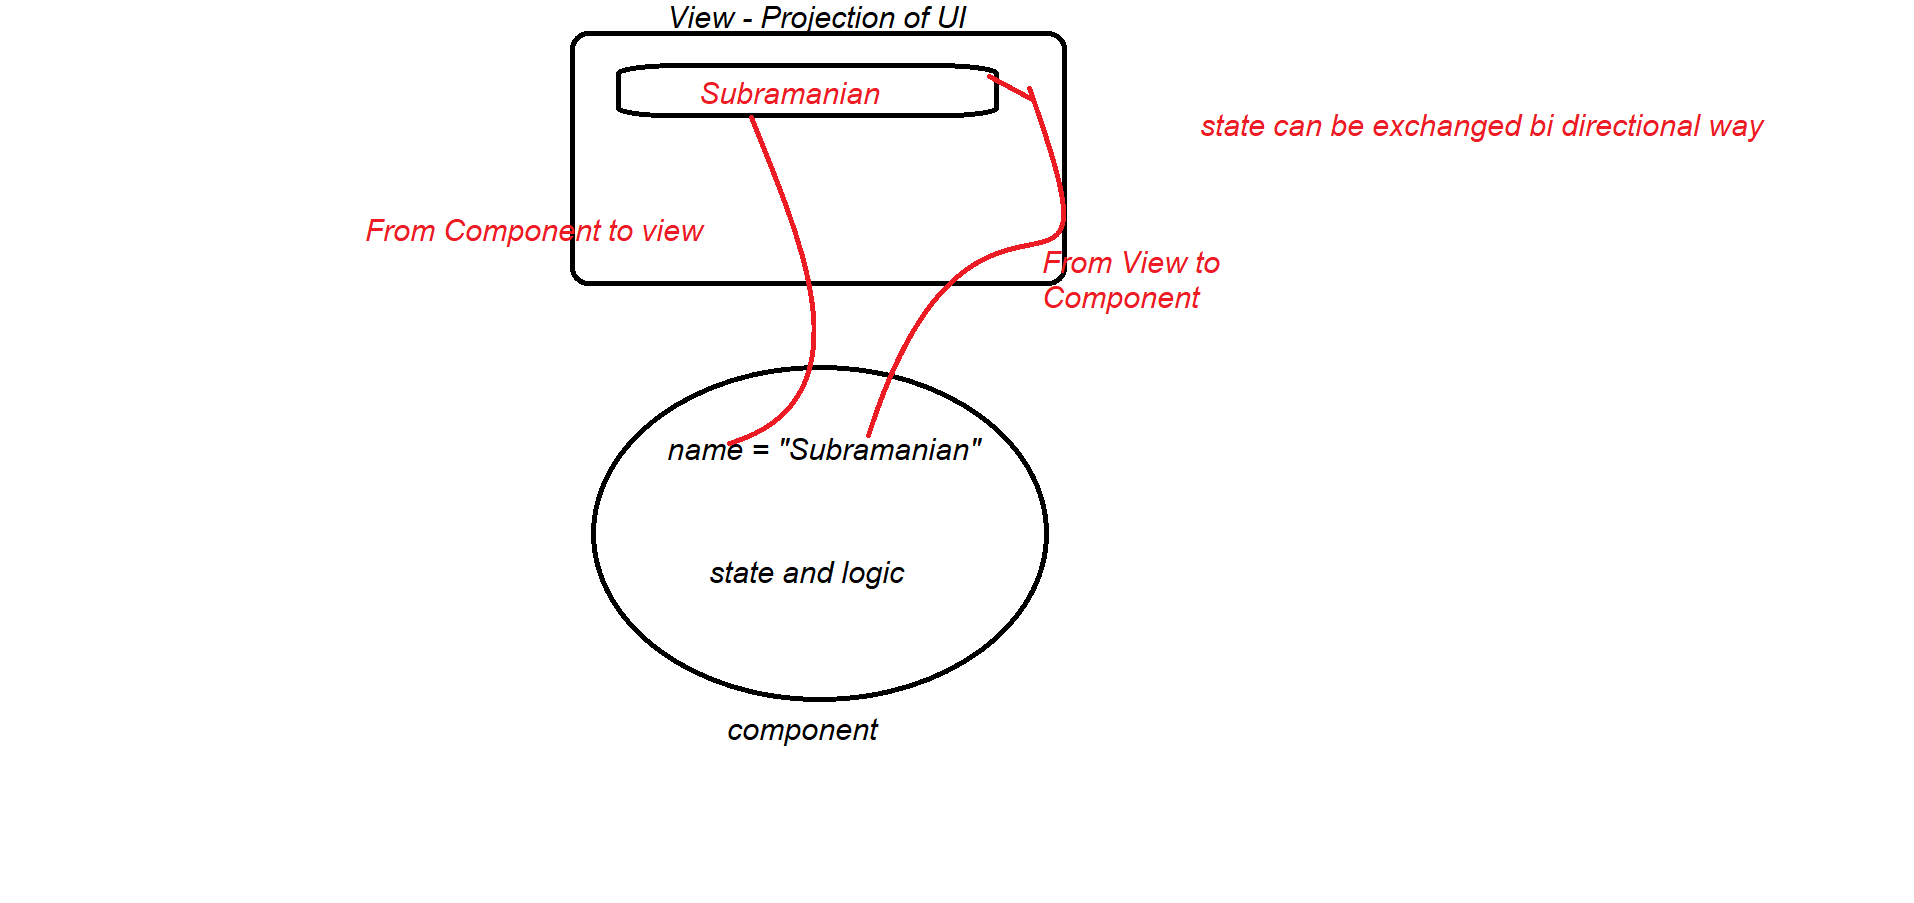 View - Projection of UI
Subramanian
state can be exchanged bi directional way
From Component to view
From View to
Component
name = "Subramanian"
state and logic
component